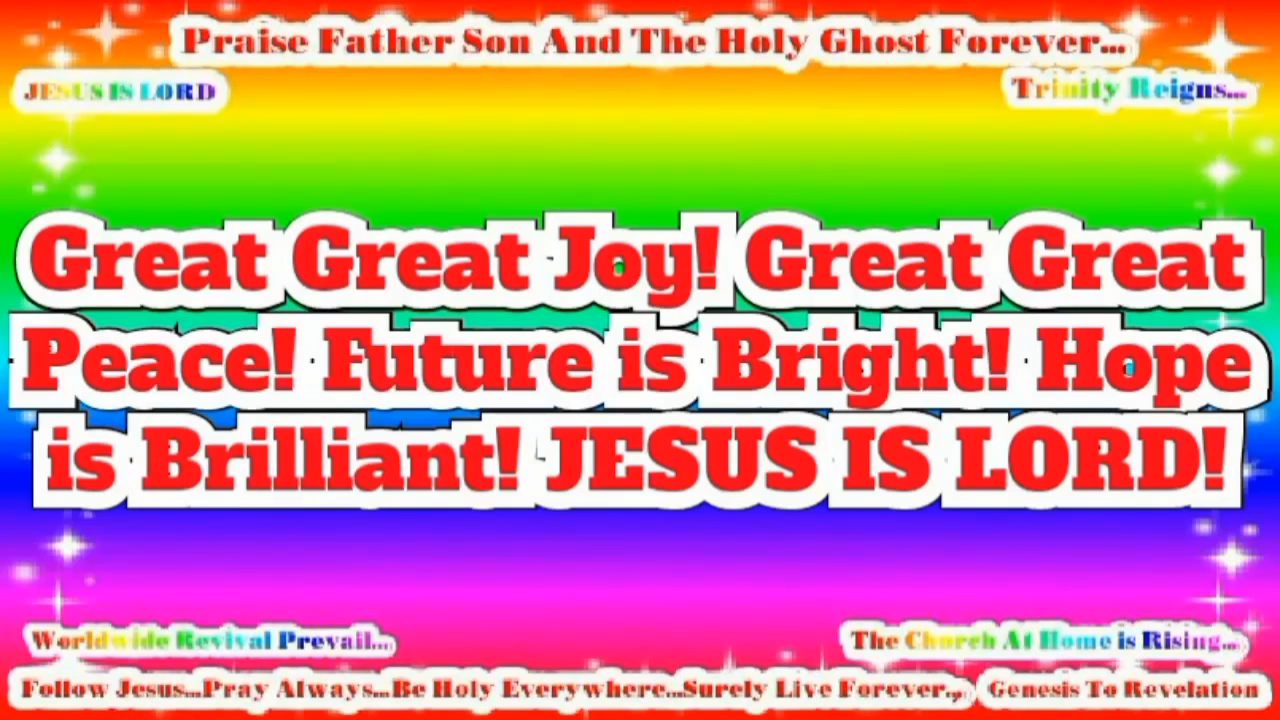 Praise Father Son And The Holy Ghost Forever...
JESUS IS LORD
Trinity Reigns...
Great Great Joy! Great Great
Peace! Future is Bright! Hope
is Brilliant! JESUS IS LORD!
Worldwide Revival Prevail...
The Church At Home is Rising...
Follow Jesus...Pray Always...Be Holy Everywhere...Surely Live Forever..,
Genesis To Revelation